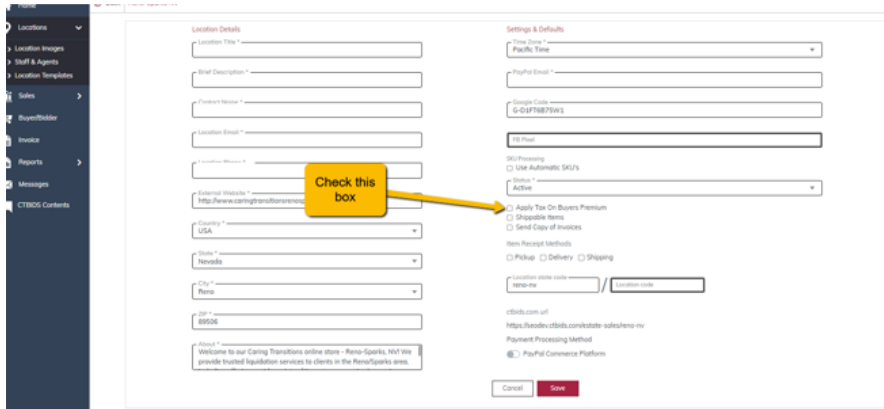 Home
Locations
Location Images
Staff & Agents
Location Templates
Sales
Buyer/Bidder
Invoice
Reports
Messages
CTBIDS Contents
Location Details
Location Title *
Brief Description *
Contact Name *
Location Email *
Location Phone *
External Website *
Country *
USA
State *
Nevada
City *
Reno
ZIP *
89506
About *
Welcome to our Caring Transitions online store - Reno-Sparks, NV! We
provide trusted liquidation services to clients in the Reno/Sparks area.
Check this
box
Settings & Defaults
Time Zone *
Pacific Time
PayPal Email *
Google Code
G-D1FT6B75W1
FB Pixel
SKU Processing
Use Automatic SKU's
Status *
Active
Apply Tax On Buyers Premium
Shippable Items
Send Copy of Invoices
Item Receipt Methods
Pickup Delivery Shipping
Location state code
reno-nv / Location code
ctbids.com url
https://seodev.ctbids.com/estate-sales/reno-nv
Payment Processing Method
PayPal Commerce Platform
Cancel Save